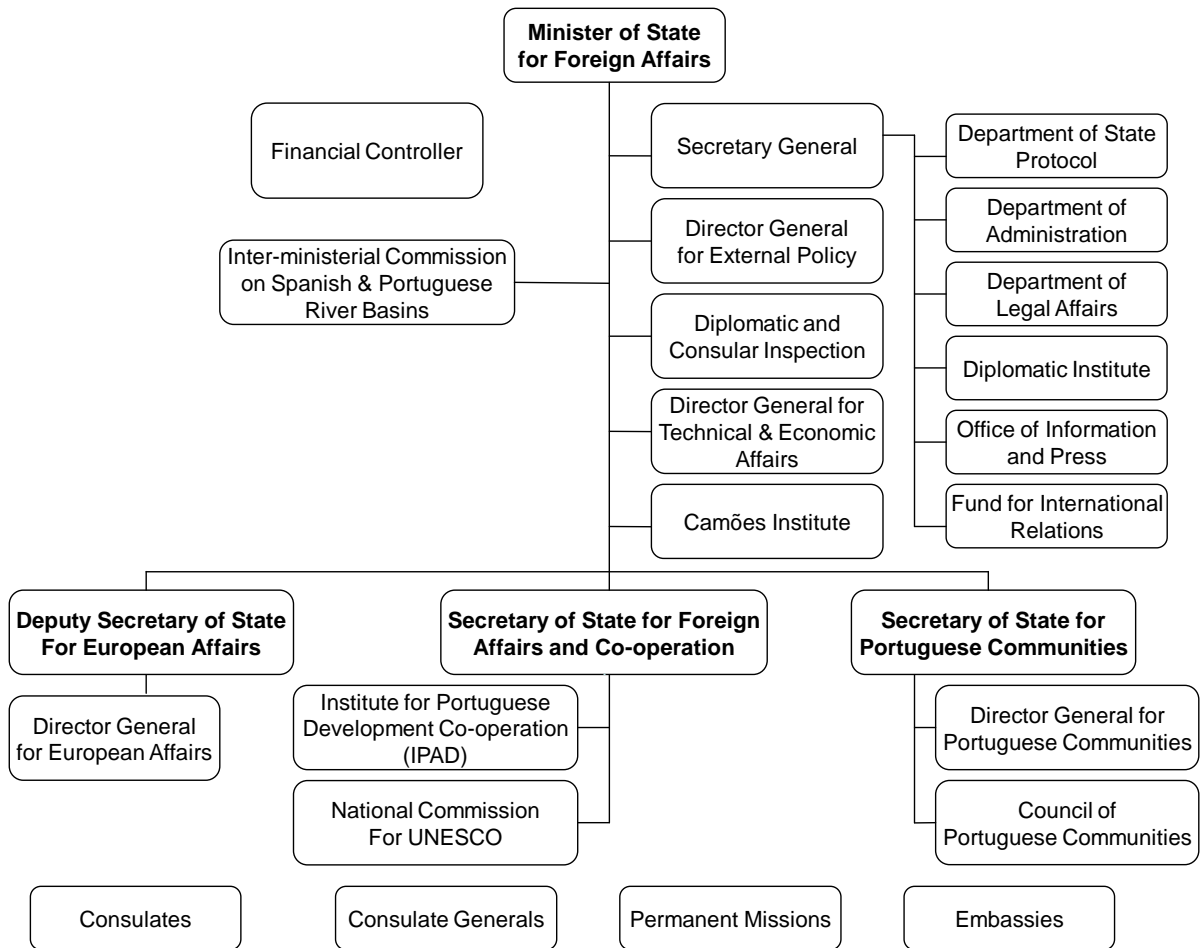 Minister of State
for Foreign Affairs
Financial Controller
Secretary General
Department of State
Protocol
Department of
Administration
Inter-ministerial Commission
on Spanish & Portuguese
River Basins
Director General
for External Policy
Department of
Legal Affairs
Diplomatic and
Consular Inspection
Diplomatic Institute
Director General for
Technical & Economic
Affairs
Office of Information
and Press
Camões Institute
Fund for International
Relations
Deputy Secretary of State
For European Affairs
Secretary of State for Foreign
Affairs and Co-operation
Secretary of State for
Portuguese Communities
Director General
for European Affairs
Institute for Portuguese
Development Co-operation
(IPAD)
Director General for
Portuguese Communities
National Commission
For UNESCO
Council of
Portuguese Communities
Consulates
Consulate Generals
Permanent Missions
Embassies